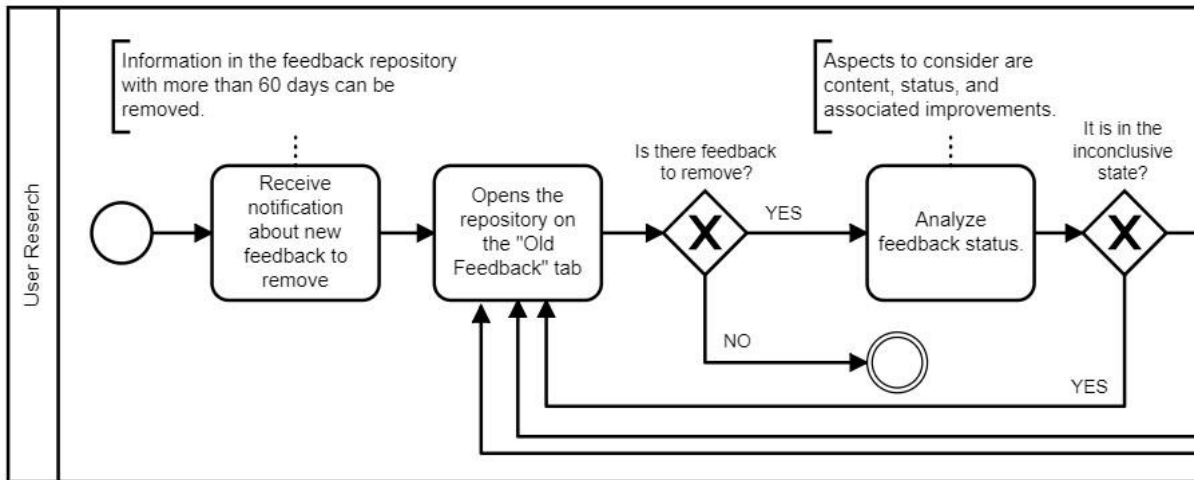 User Reserch
Information in the feedback repository
with more than 60 days can be
removed.
Receive
notification
about new
feedback to
remove
Opens the
repository on
the "Old
Feedback" tab
Is there feedback
to remove?
X
YES
NO
Aspects to consider are
content, status, and
associated improvements.
Analyze
feedback status.
It is in the
inconclusive
state?
X
YES